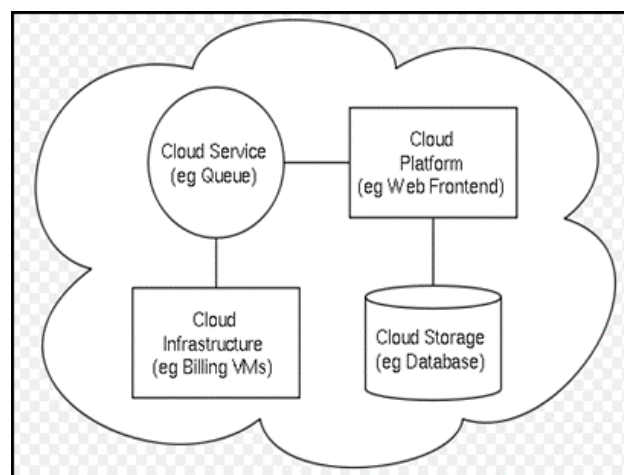 Cloud Service
(eg Queue)
Cloud
Platform
(eg Web Frontend)
Cloud
Infrastructure
(eg Billing VMs)
Cloud Storage
(eg Database)